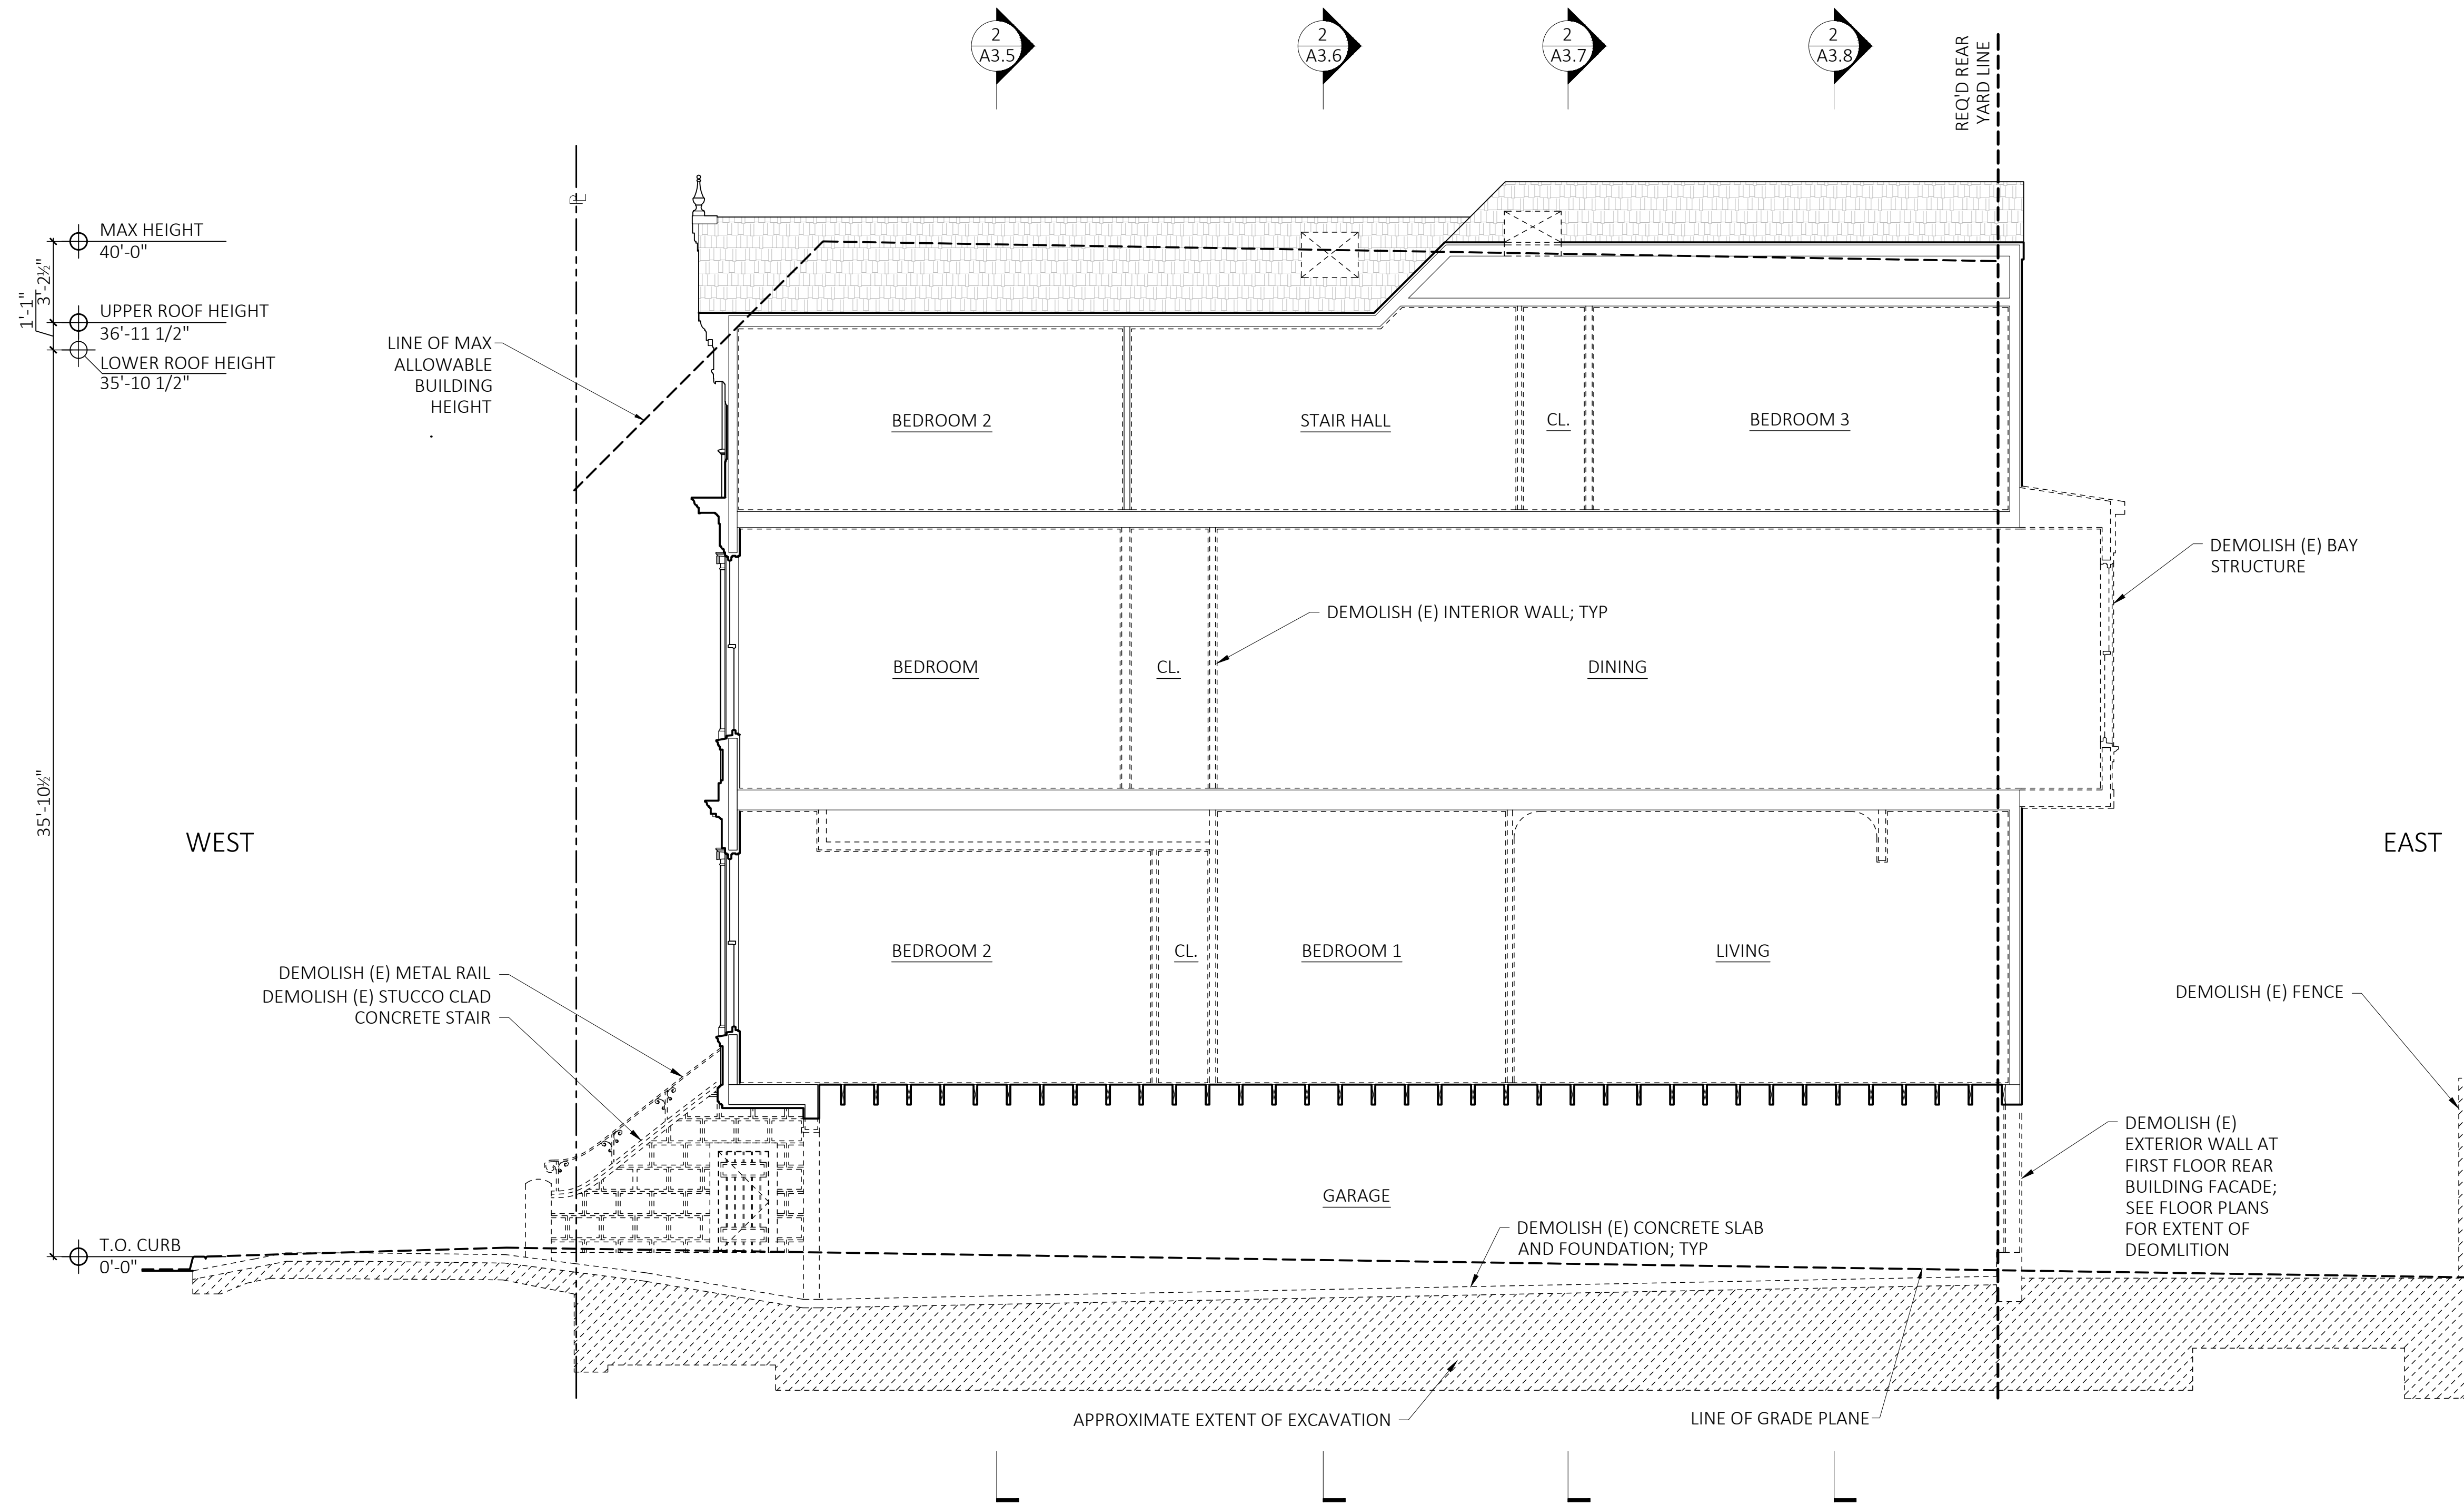 2
A3.5
2
A3.6
2
A3.7
2
A3.8
REQ'D REAR
YARD LINE
MAX HEIGHT
40'-0"
3'-2½"
1'-1"
UPPER ROOF HEIGHT
36'-11 1/2"
LOWER ROOF HEIGHT
35'-10 1/2"
LINE OF MAX
ALLOWABLE
BUILDING
HEIGHT
BEDROOM 2
STAIR HALL
CL.
BEDROOM 3
DEMOLISH (E) BAY
STRUCTURE
DEMOLISH (E) INTERIOR WALL; TYP
BEDROOM
CL.
DINING
35'-10½"
WEST
EAST
BEDROOM 2
CL.
BEDROOM 1
LIVING
DEMOLISH (E) METAL RAIL
DEMOLISH (E) STUCCO CLAD
CONCRETE STAIR
DEMOLISH (E) FENCE
DEMOLISH (E)
EXTERIOR WALL AT
FIRST FLOOR REAR
BUILDING FACADE;
SEE FLOOR PLANS
FOR EXTENT OF
DEOMLITION
GARAGE
DEMOLISH (E) CONCRETE SLAB
AND FOUNDATION; TYP
T.O. CURB
0'-0"
APPROXIMATE EXTENT OF EXCAVATION
LINE OF GRADE PLANE